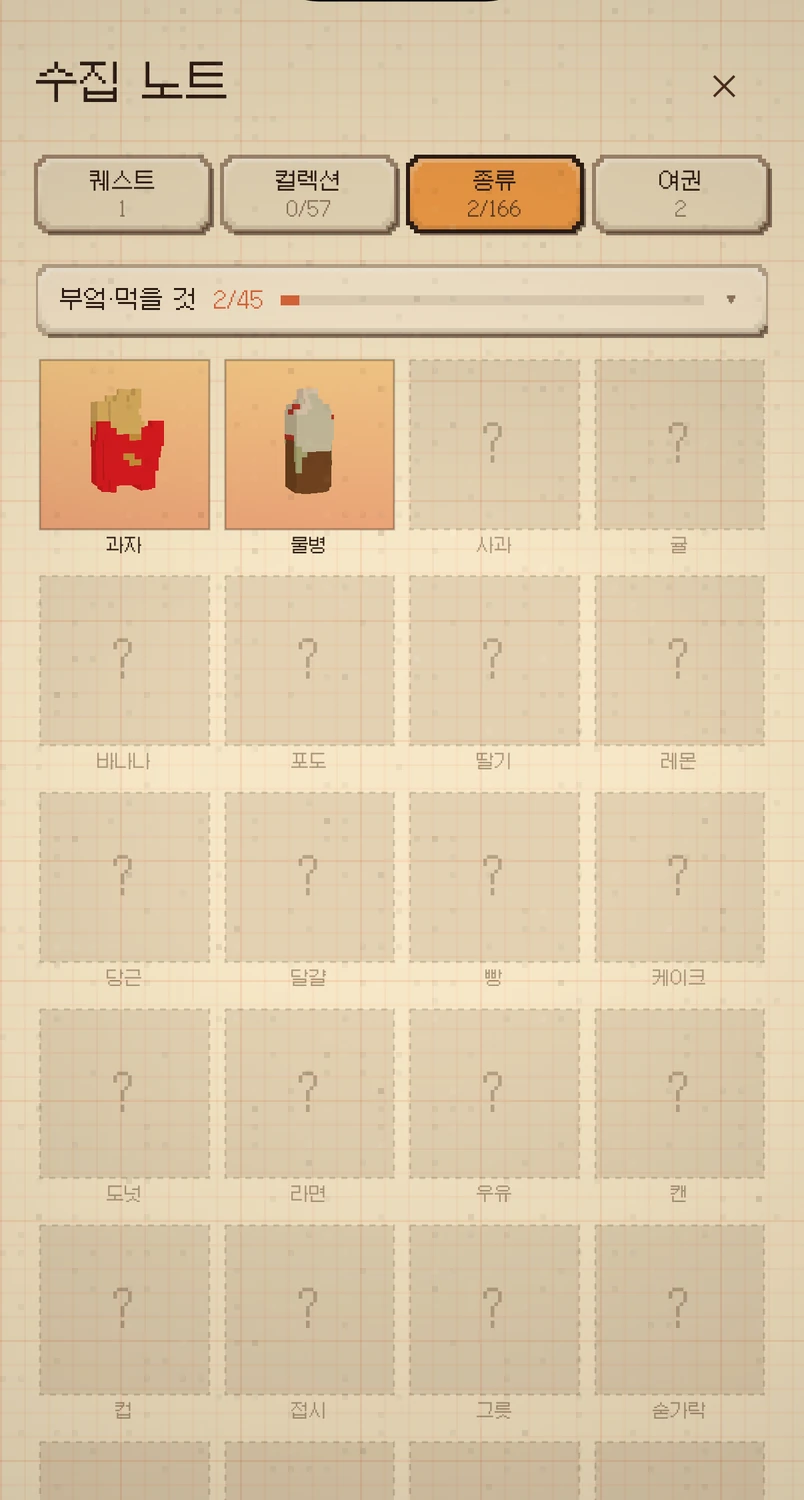 수집 노트
×
퀘스트
1
컬렉션
0/57
종류
2/166
여권
2
부엌·먹을 것 2/45 ▼
? ?
과자 물병 사과 귤
? ? ? ?
바나나 포도 딸기 레몬
? ? ? ?
당근 달걀 빵 케이크
? ? ? ?
도넛 라면 우유 캔
? ? ? ?
컵 접시 그릇 숟가락